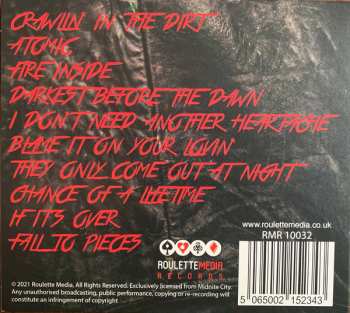 CRAWLIN' IN THE DIRT
ATOMIC
FIRE INSIDE
DARKEST BEFORE THE DAWN
I DON'T NEED ANOTHER HEARTACHE
BLAME IT ON YOUR LOVIN'
THEY ONLY COME OUT AT NIGHT
CHANCE OF A LIFETIME
IF ITS OVER
FALL TO PIECES
www.roulettemedia.co.uk
RMR 10032
ROULETTEMEDIA
RECORDS
© 2021 Roulette Media. All Rights Reserved. Exclusively licensed from Midnite City.
Any unauthorised broadcasting, public performance, copying or re-recording will
constitute an infringement of copyright
5 065002 152343